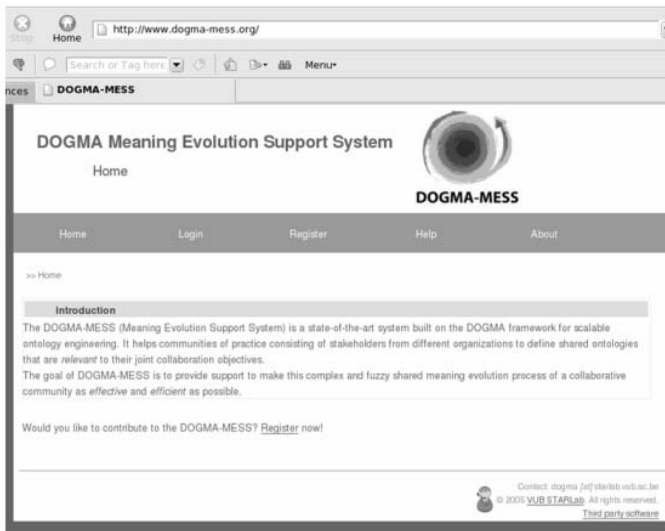 Stop
Home
http://www.dogma-mess.org/
Search or Tag here
Menu
nces
DOGMA-MESS
DOGMA Meaning Evolution Support System
Home
DOGMA-MESS
Home Login Register Help About
>> Home
Introduction
The DOGMA-MESS (Meaning Evolution Support System) is a state-of-the-art system built on the DOGMA framework for scalable
ontology engineering. It helps communities of practice consisting of stakeholders from different organizations to define shared ontologies
that are relevant to their joint collaboration objectives.
The goal of DOGMA-MESS is to provide support to make this complex and fuzzy shared meaning evolution process of a collaborative
community as effective and efficient as possible.
Would you like to contribute to the DOGMA-MESS? Register now!
Contact: dogma [at] starlab.vub.ac.be
© 2005 VUB STARLab. All rights reserved.
Third party software